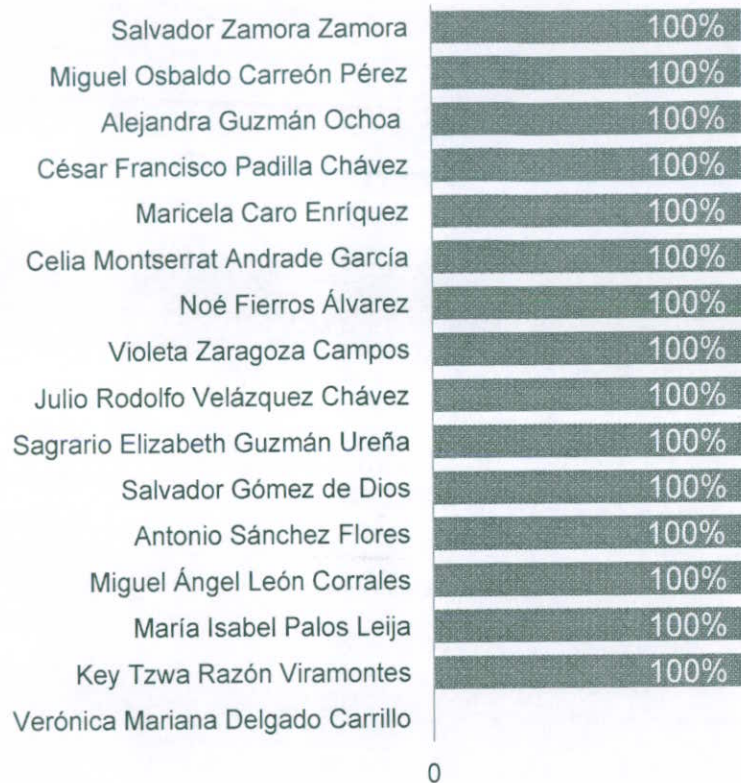 Salvador Zamora Zamora 100%
Miguel Osbaldo Carreón Pérez 100%
Alejandra Guzmán Ochoa 100%
César Francisco Padilla Chávez 100%
Maricela Caro Enríquez 100%
Celia Montserrat Andrade García 100%
Noé Fierros Álvarez 100%
Violeta Zaragoza Campos 100%
Julio Rodolfo Velázquez Chávez 100%
Sagrario Elizabeth Guzmán Ureña 100%
Salvador Gómez de Dios 100%
Antonio Sánchez Flores 100%
Miguel Ángel León Corrales 100%
María Isabel Palos Leija 100%
Key Tzwa Razón Viramontes 100%
Verónica Mariana Delgado Carrillo
0